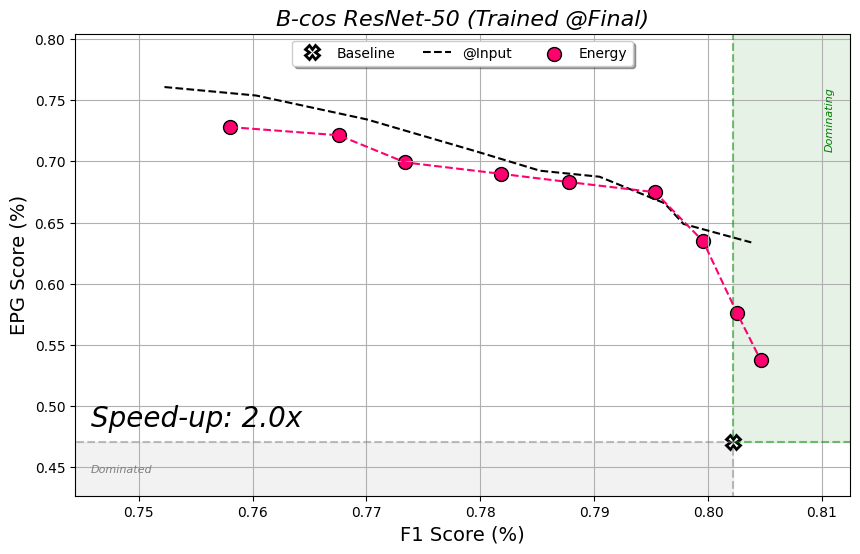 B-cos ResNet-50 (Trained @Final)
Baseline
@Input
Energy
Dominating
EPG Score (%)
0.80
0.75
0.70
0.65
0.60
0.55
0.50
0.45
Speed-up: 2.0x
Dominated
0.75
0.76
0.77
0.78
0.79
0.80
0.81
F1 Score (%)